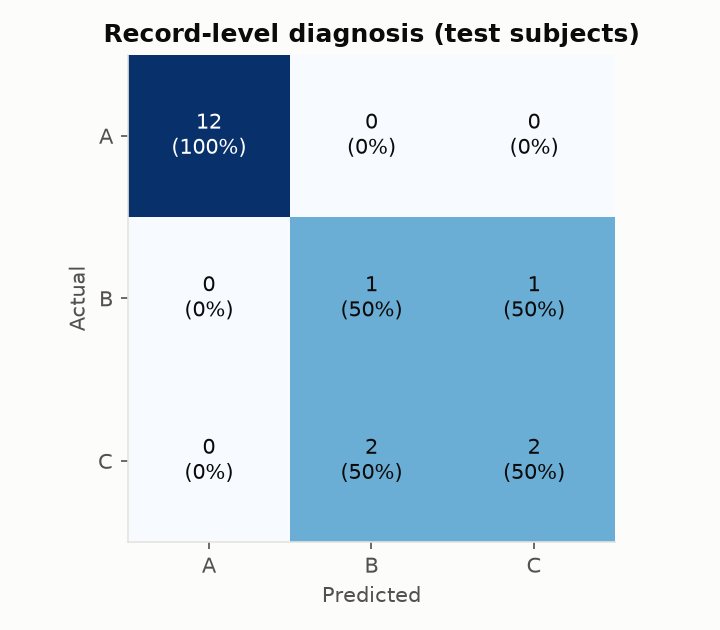 Record-level diagnosis (test subjects)
A
12
(100%)
0
(0%)
0
(0%)
Actual
B
0
(0%)
1
(50%)
1
(50%)
C
0
(0%)
2
(50%)
2
(50%)
A
B
C
Predicted